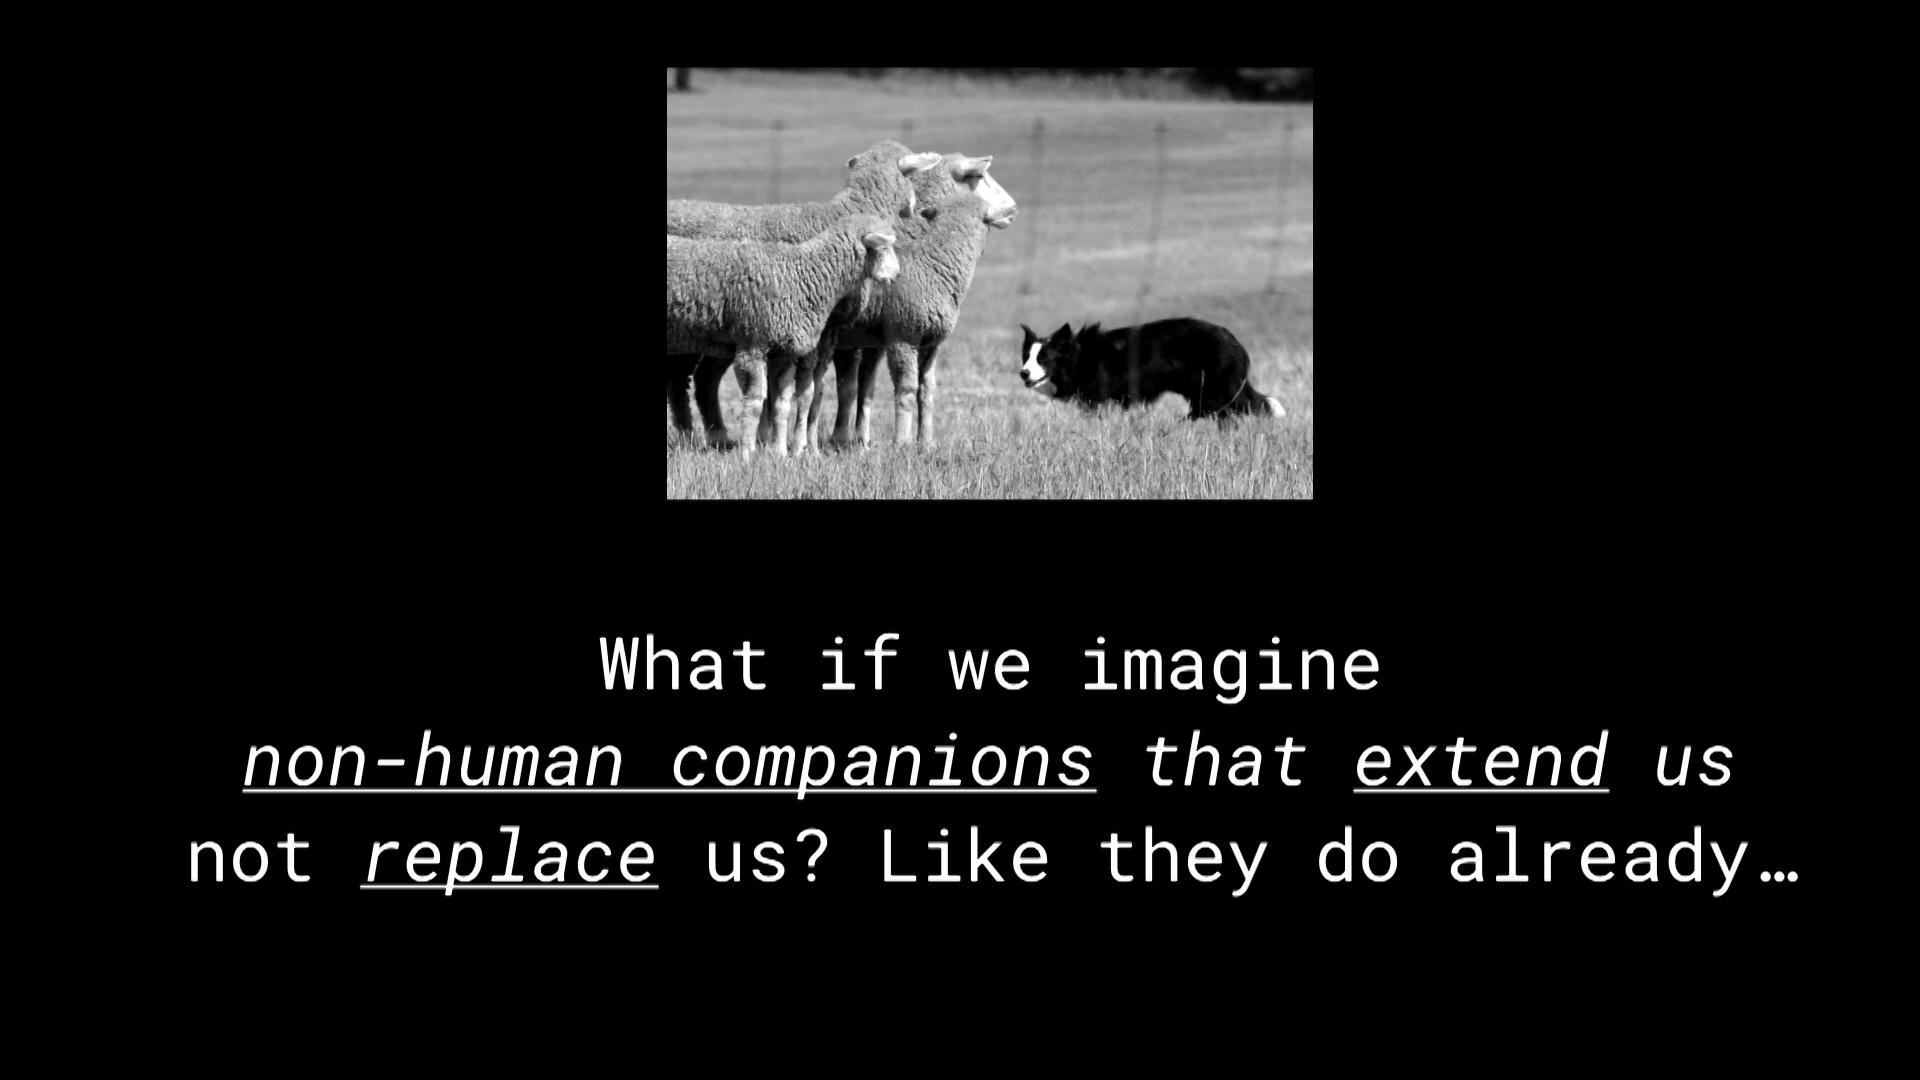 What if we imagine
non-human companions that extend us
not replace us? Like they do already…